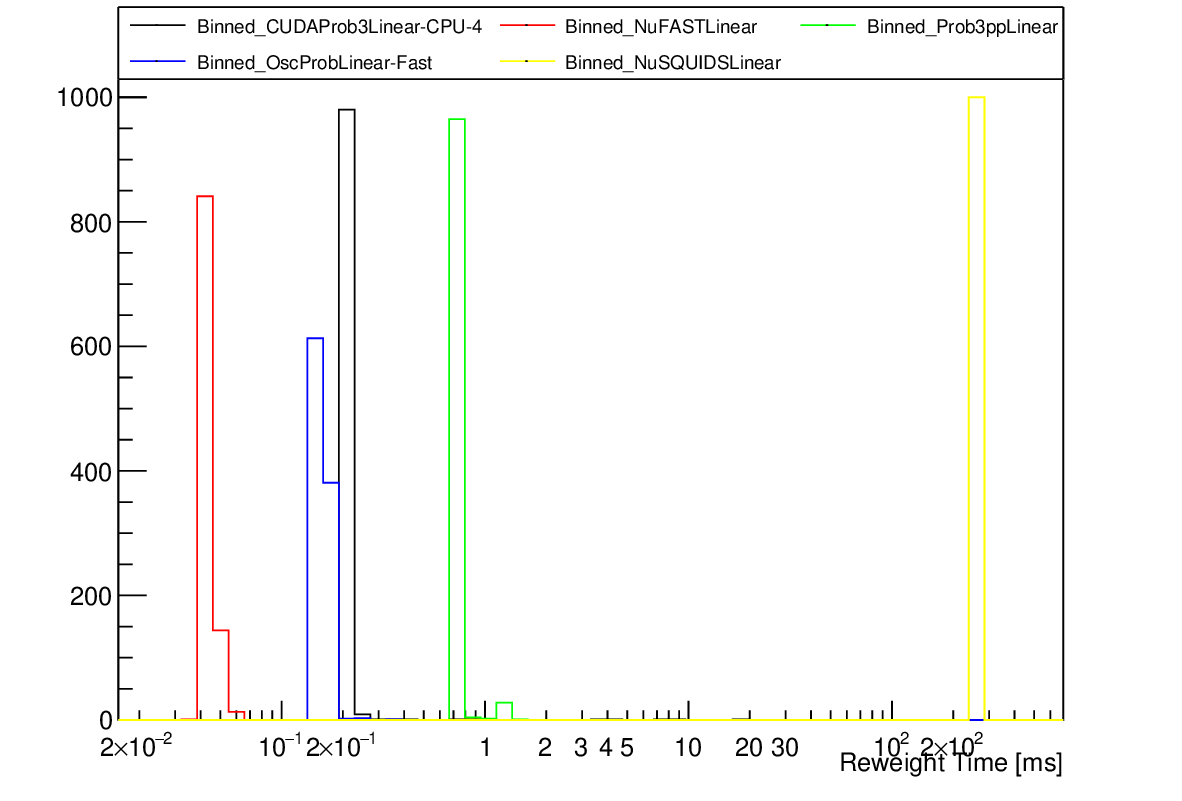 Binned_CUDAProb3Linear-CPU-4 Binned_NuFASTLinear Binned_Prob3ppLinear
Binned_OscProbLinear-Fast Binned_NuSQUIDSLinear
1000
800
600
400
200
0
2×10⁻² 10⁻¹ 2×10⁻¹ 1 2 3 4 5 10 20 30 10² 2×10²
Reweight Time [ms]